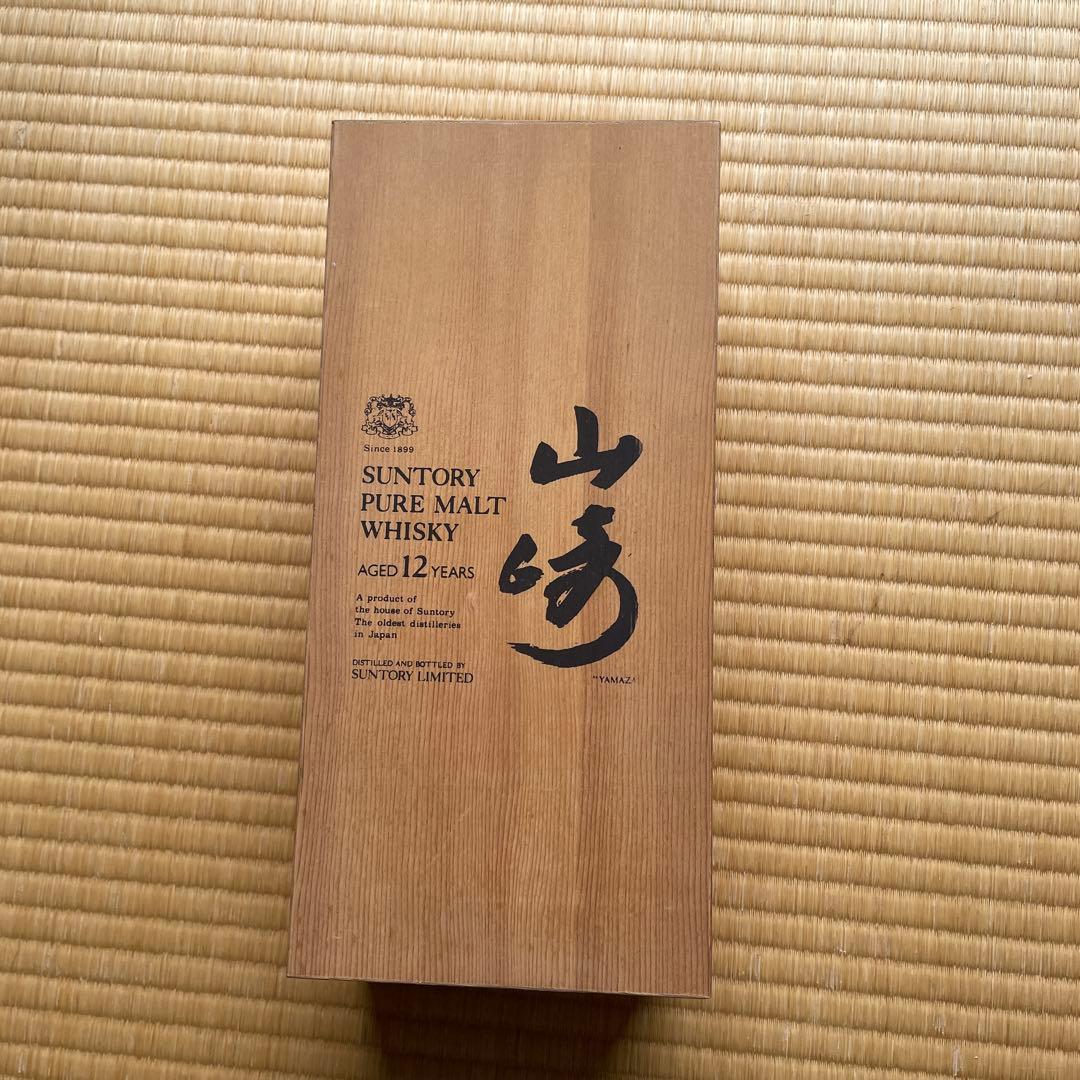 Since 1899
SUNTORY
PURE MALT
WHISKY
AGED 12 YEARS
A product of
the house of Suntory
The oldest distilleries
in Japan
DISTILLED AND BOTTLED BY
SUNTORY LIMITED
山崎
"YAMAZA